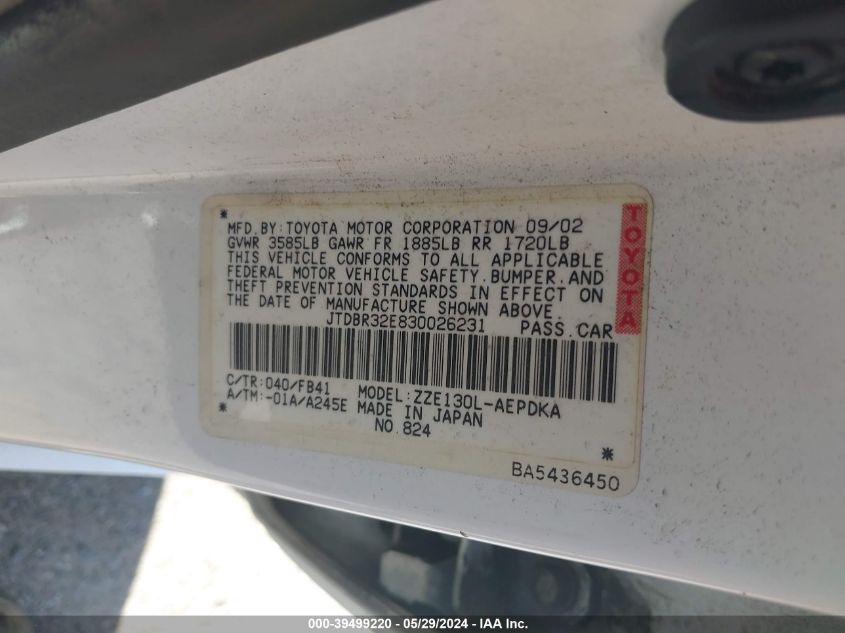 *
MFD.BY:TOYOTA MOTOR CORPORATION 09/02
GVWR 3585LB GAWR FR 1885LB RR 1720LB
THIS VEHICLE CONFORMS TO ALL APPLICABLE
FEDERAL MOTOR VEHICLE SAFETY,BUMPER,AND
THEFT PREVENTION STANDARDS IN EFFECT ON
THE DATE OF MANUFACTURE SHOWN ABOVE.
JTDBR32E830026231 PASS.CAR
TOYOTA
C/TR:040/FB41 MODEL:ZZE130L-AEPDKA
A/TM:-01A/A245E MADE IN JAPAN
* NO.824 *
BA5436450
000-39499220 - 05/29/2024 - IAA Inc.